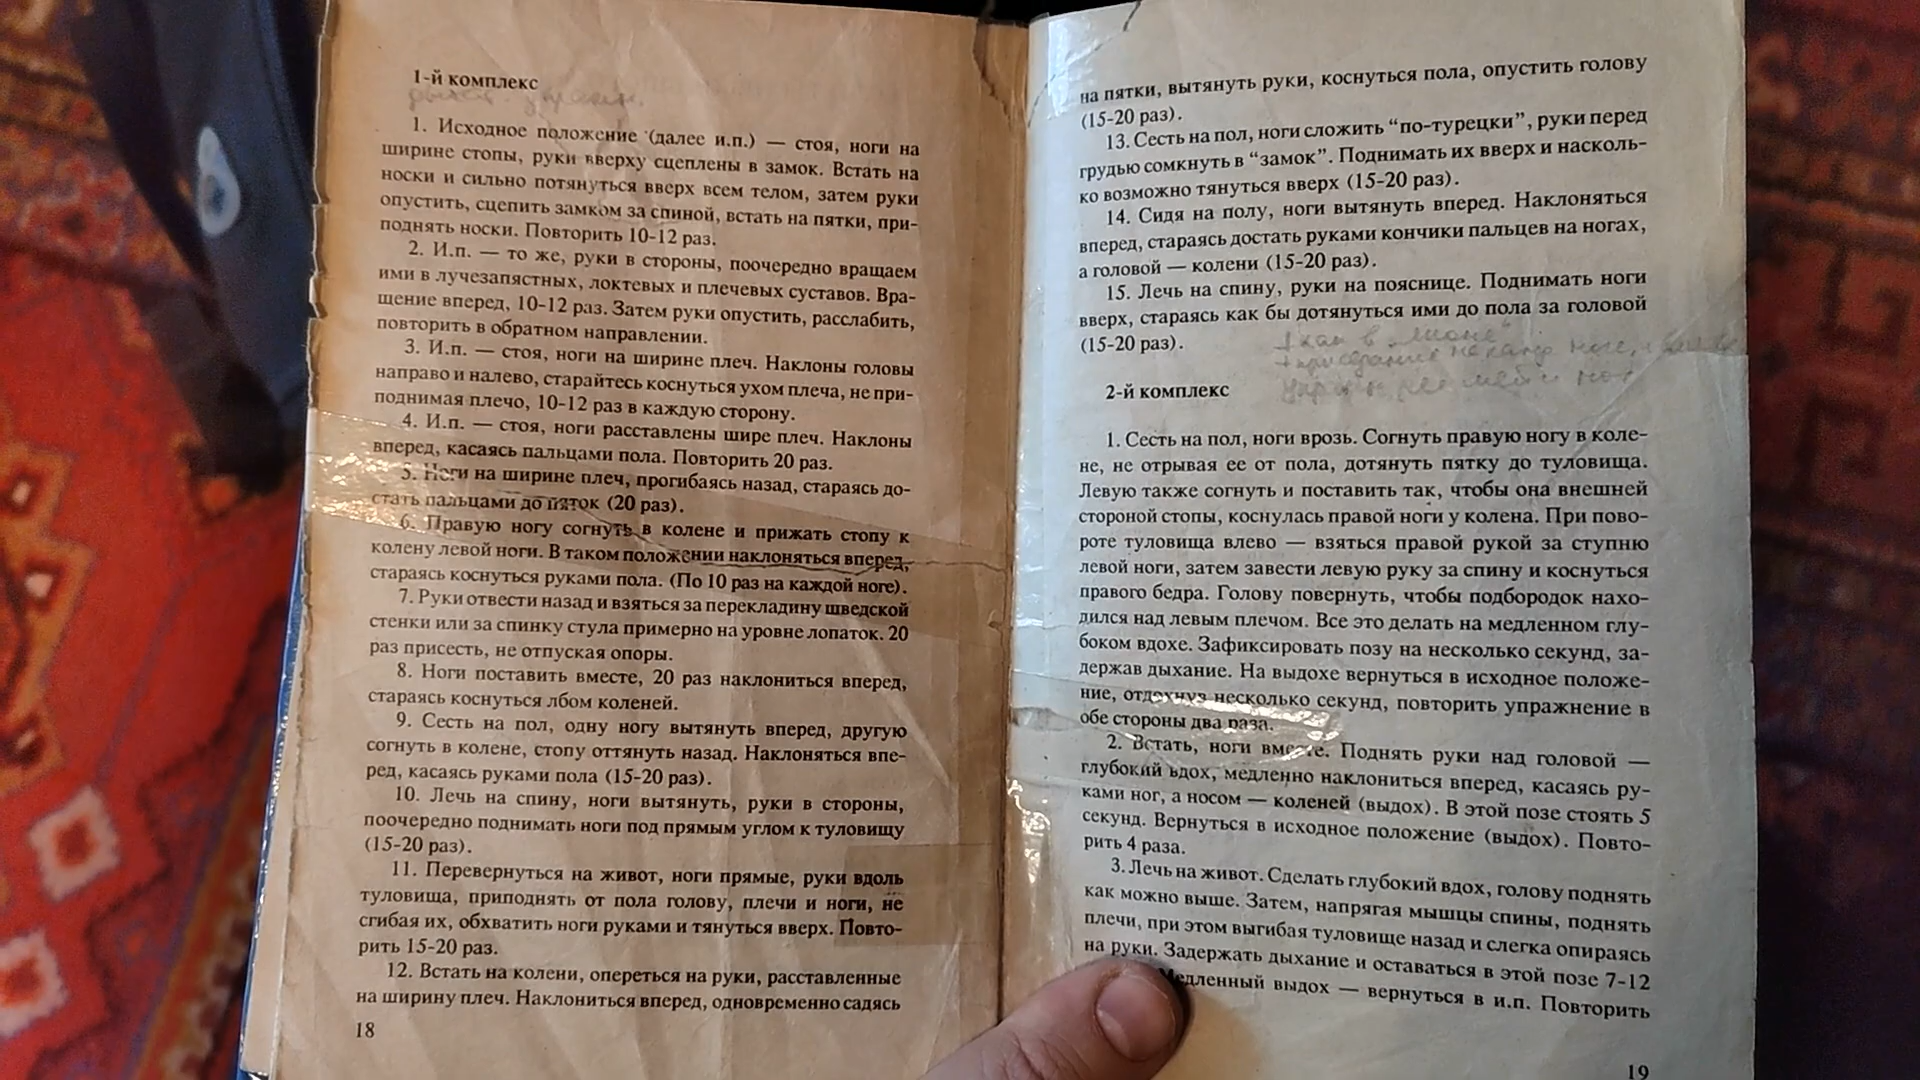 1-й комплекс
1. Исходное положение (далее и.п.) — стоя, ноги на
ширине стопы, руки вверху сцеплены в замок. Встать на
носки и сильно потянуться вверх всем телом, затем руки
опустить, сцепить замком за спиной, встать на пятки, при-
поднять носки. Повторить 10-12 раз.
2. И.п. — то же, руки в стороны, поочередно вращаем
ими в лучезапястных, локтевых и плечевых суставов. Вра-
щение вперед, 10-12 раз. Затем руки опустить, расслабить,
повторить в обратном направлении.
3. И.п. — стоя, ноги на ширине плеч. Наклоны головы
направо и налево, старайтесь коснуться ухом плеча, не при-
поднимая плечо, 10-12 раз в каждую сторону.
4. И.п. — стоя, ноги расставлены шире плеч. Наклоны
вперед, касаясь пальцами пола. Повторить 20 раз.
5. Ноги на ширине плеч, прогибаясь назад, стараясь до-
стать пальцами до пяток (20 раз).
6. Правую ногу согнуть в колене и прижать стопу к
колену левой ноги. В таком положении наклоняться вперед,
стараясь коснуться руками пола. (По 10 раз на каждой ноге).
7. Руки отвести назад и взяться за перекладину шведской
стенки или за спинку стула примерно на уровне лопаток. 20
раз присесть, не отпуская опоры.
8. Ноги поставить вместе, 20 раз наклониться вперед,
стараясь коснуться лбом коленей.
9. Сесть на пол, одну ногу вытянуть вперед, другую
согнуть в колене, стопу оттянуть назад. Наклоняться впе-
ред, касаясь руками пола (15-20 раз).
10. Лечь на спину, ноги вытянуть, руки в стороны,
поочередно поднимать ноги под прямым углом к туловищу
(15-20 раз).
11. Перевернуться на живот, ноги прямые, руки вдоль
туловища, приподнять от пола голову, плечи и ноги, не
сгибая их, обхватить ноги руками и тянуться вверх. Повто-
рить 15-20 раз.
12. Встать на колени, опереться на руки, расставленные
на ширину плеч. Наклониться вперед, одновременно садясь
18
на пятки, вытянуть руки, коснуться пола, опустить голову
(15-20 раз).
13. Сесть на пол, ноги сложить “по-турецки”, руки перед
грудью сомкнуть в “замок”. Поднимать их вверх и насколь-
ко возможно тянуться вверх (15-20 раз).
14. Сидя на полу, ноги вытянуть вперед. Наклоняться
вперед, стараясь достать руками кончики пальцев на ногах,
а головой — колени (15-20 раз).
15. Лечь на спину, руки на пояснице. Поднимать ноги
вверх, стараясь как бы дотянуться ими до пола за головой
(15-20 раз).
2-й комплекс
1. Сесть на пол, ноги врозь. Согнуть правую ногу в коле-
не, не отрывая ее от пола, дотянуть пятку до туловища.
Левую также согнуть и поставить так, чтобы она внешней
стороной стопы, коснулась правой ноги у колена. При пово-
роте туловища влево — взяться правой рукой за ступню
левой ноги, затем завести левую руку за спину и коснуться
правого бедра. Голову повернуть, чтобы подбородок нахо-
дился над левым плечом. Все это делать на медленном глу-
боком вдохе. Зафиксировать позу на несколько секунд, за-
держав дыхание. На выдохе вернуться в исходное положе-
ние, отдохнув несколько секунд, повторить упражнение в
обе стороны два раза.
2. Встать, ноги вместе. Поднять руки над головой —
глубокий вдох, медленно наклониться вперед, касаясь ру-
ками ног, а носом — коленей (выдох). В этой позе стоять 5
секунд. Вернуться в исходное положение (выдох). Повто-
рить 4 раза.
3. Лечь на живот. Сделать глубокий вдох, голову поднять
как можно выше. Затем, напрягая мышцы спины, поднять
плечи, при этом выгибая туловище назад и слегка опираясь
на руки. Задержать дыхание и оставаться в этой позе 7-12
Медленный выдох — вернуться в и.п. Повторить
19